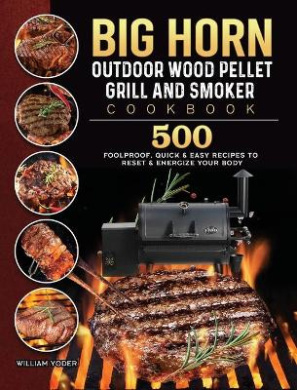 BIG HORN
OUTDOOR WOOD PELLET
GRILL AND SMOKER
COOKBOOK
500
FOOLPROOF, QUICK & EASY RECIPES TO
RESET & ENERGIZE YOUR BODY
WILLIAM YODER